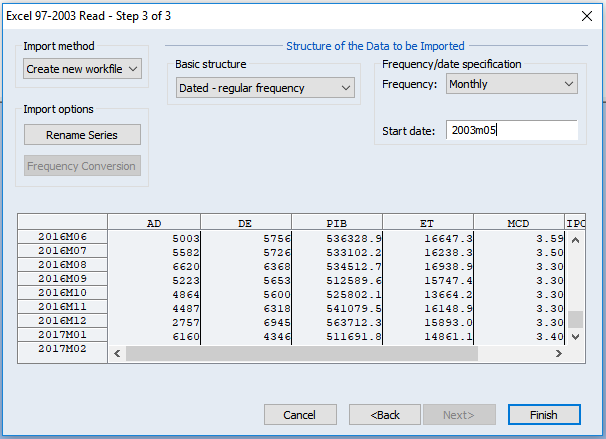 Excel 97-2003 Read - Step 3 of 3
Import method
Create new workfile
Structure of the Data to be Imported
Basic structure
Dated - regular frequency
Frequency/date specification
Frequency: Monthly
Start date: 2003m05
Import options
Rename Series
Frequency Conversion
AD DE PIB ET MCD IPC
2016M06 5003 5756 536328.9 16647.3 3.59
2016M07 5582 5726 533102.2 16238.3 3.50
2016M08 6620 6368 534512.7 16938.9 3.30
2016M09 5223 5653 512589.6 15747.4 3.30
2016M10 4864 5600 525802.1 13664.2 3.30
2016M11 4487 6318 541079.5 16148.9 3.30
2016M12 2757 6945 563712.3 15893.0 3.30
2017M01 6160 4346 511691.8 14861.1 3.40
2017M02
Cancel <Back Next> Finish